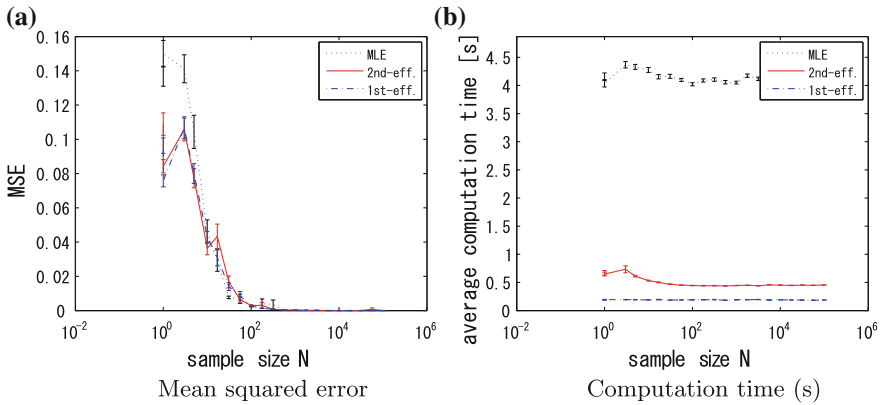 (a)
0.16
0.14
0.12
0.1
0.08
0.06
0.04
0.02
0
MSE
10^-2
10^0
10^2
10^4
10^6
sample size N
MLE
2nd-eff.
1st-eff.
Mean squared error
(b)
4.5
4
3.5
3
2.5
2
1.5
1
0.5
0
average computation time [s]
10^-2
10^0
10^2
10^4
10^6
sample size N
MLE
2nd-eff.
1st-eff.
Computation time (s)